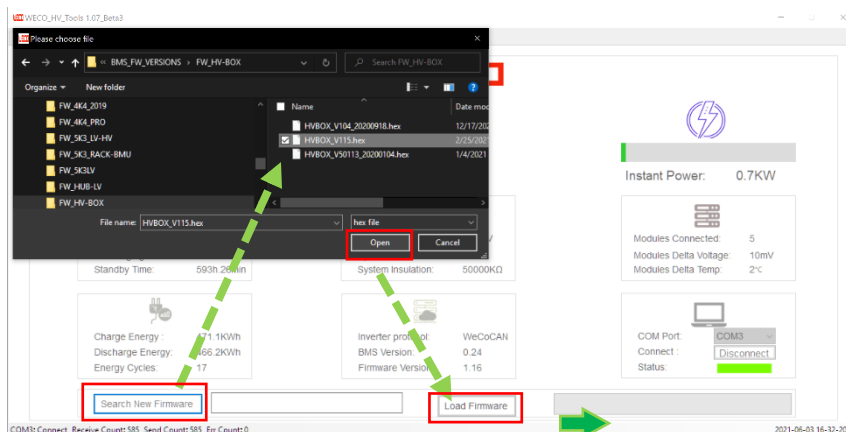 WECO_HV_Tools 1.07_Beta3
Please choose file
« BMS_FW_VERSIONS › FW_HV-BOX
Search FW_HV-BOX
Organize
New folder
FW_4K4_2019
FW_4K4_PRO
FW_5K3_LV-HV
FW_5K3_RACK-BMU
FW_5K3LV
FW_HUB-LV
FW_HV-BOX
Name
Date mod
HVBOX_V104_20200918.hex
12/17/202
HVBOX_V115.hex
2/25/202
HVBOX_V50113_20200104.hex
1/4/2021
File name:
HVBOX_V115.hex
hex file
Open
Cancel
Instant Power: 0.7KW
Modules Connected: 5
Modules Delta Voltage: 10mV
Modules Delta Temp: 2℃
Standby Time: 593h.26min
System Insulation: 50000KΩ
Charge Energy : 471.1KWh
Discharge Energy: 466.2KWh
Energy Cycles: 17
Inverter protocol: WeCoCAN
BMS Version: 0.24
Firmware Version: 1.16
COM Port: COM3
Connect : Disconnect
Status:
Search New Firmware
Load Firmware
COM3: Connect Receive Count: 585 Send Count: 585 Err Count: 0
2021-06-03 16-32-20